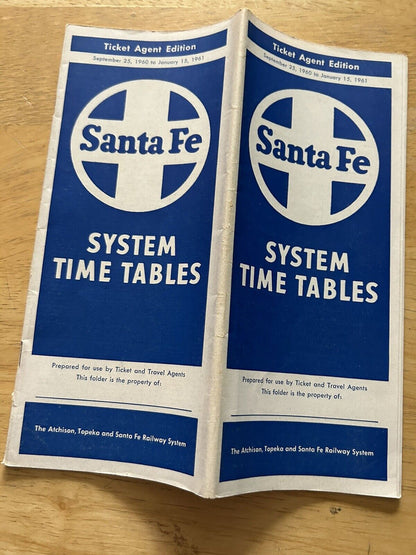 Ticket Agent Edition
September 25, 1960 to January 15, 1961
Santa Fe
SYSTEM
TIME TABLES
Prepared for use by Ticket and Travel Agents
This folder is the property of:
The Atchison, Topeka and Santa Fe Railway System
Ticket Agent Edition
September 25, 1960 to January 15, 1961
Santa Fe
SYSTEM
TIME TABLES
Prepared for use by Ticket and Travel Agents
This folder is the property of:
The Atchison, Topeka and Santa Fe Railway System